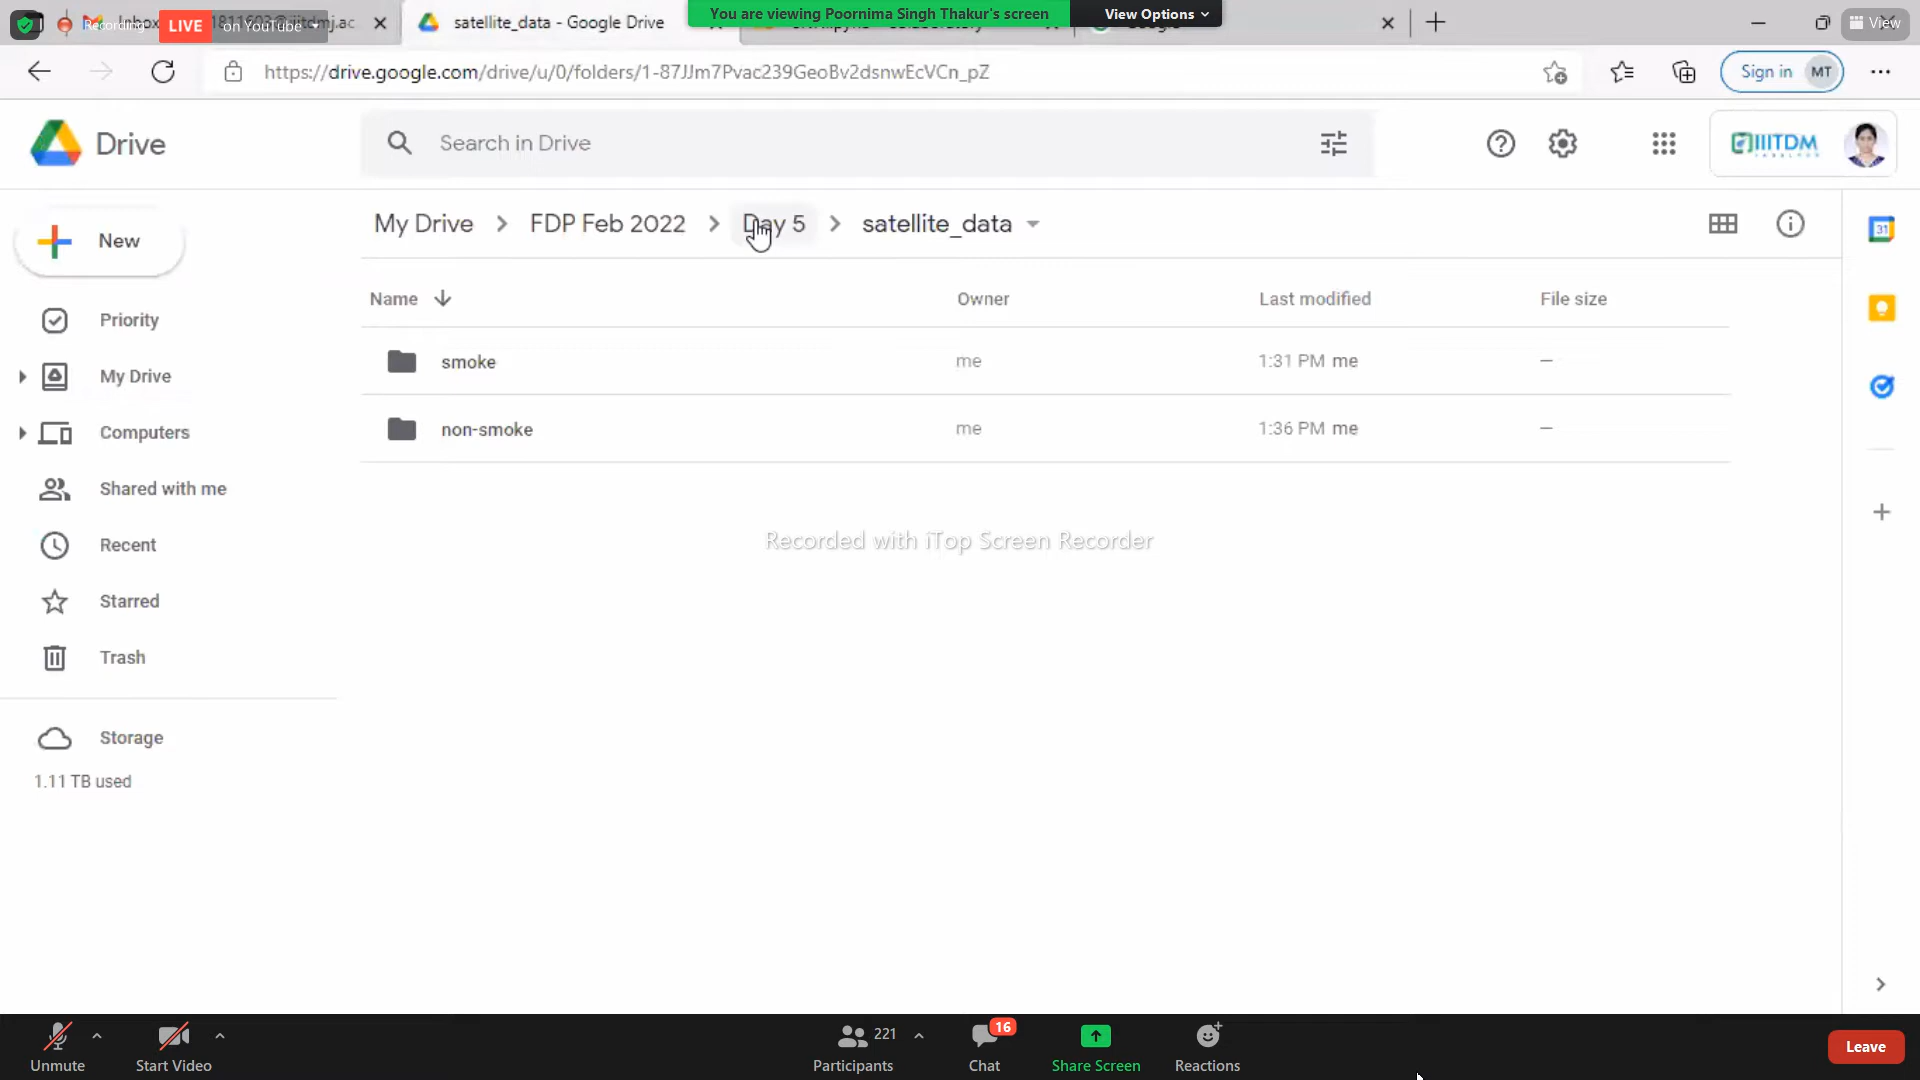 Recording
LIVE on YouTube
satellite_data - Google Drive
You are viewing Poornima Singh Thakur's screen
View Options
View
https://drive.google.com/drive/u/0/folders/1-87JJm7Pvac239GeoBv2dsnwEcVCn_pZ
Sign in MT
Drive
Search in Drive
IIITDM
New
My Drive > FDP Feb 2022 > Day 5 > satellite_data
31
Name Owner Last modified File size
Priority
smoke me 1:31 PM me –
My Drive
non-smoke me 1:36 PM me –
Computers
Shared with me
Recent
Recorded with iTop Screen Recorder
Starred
Trash
Storage
1.11 TB used
Unmute
Start Video
221
Participants
16
Chat
Share Screen
Reactions
Leave